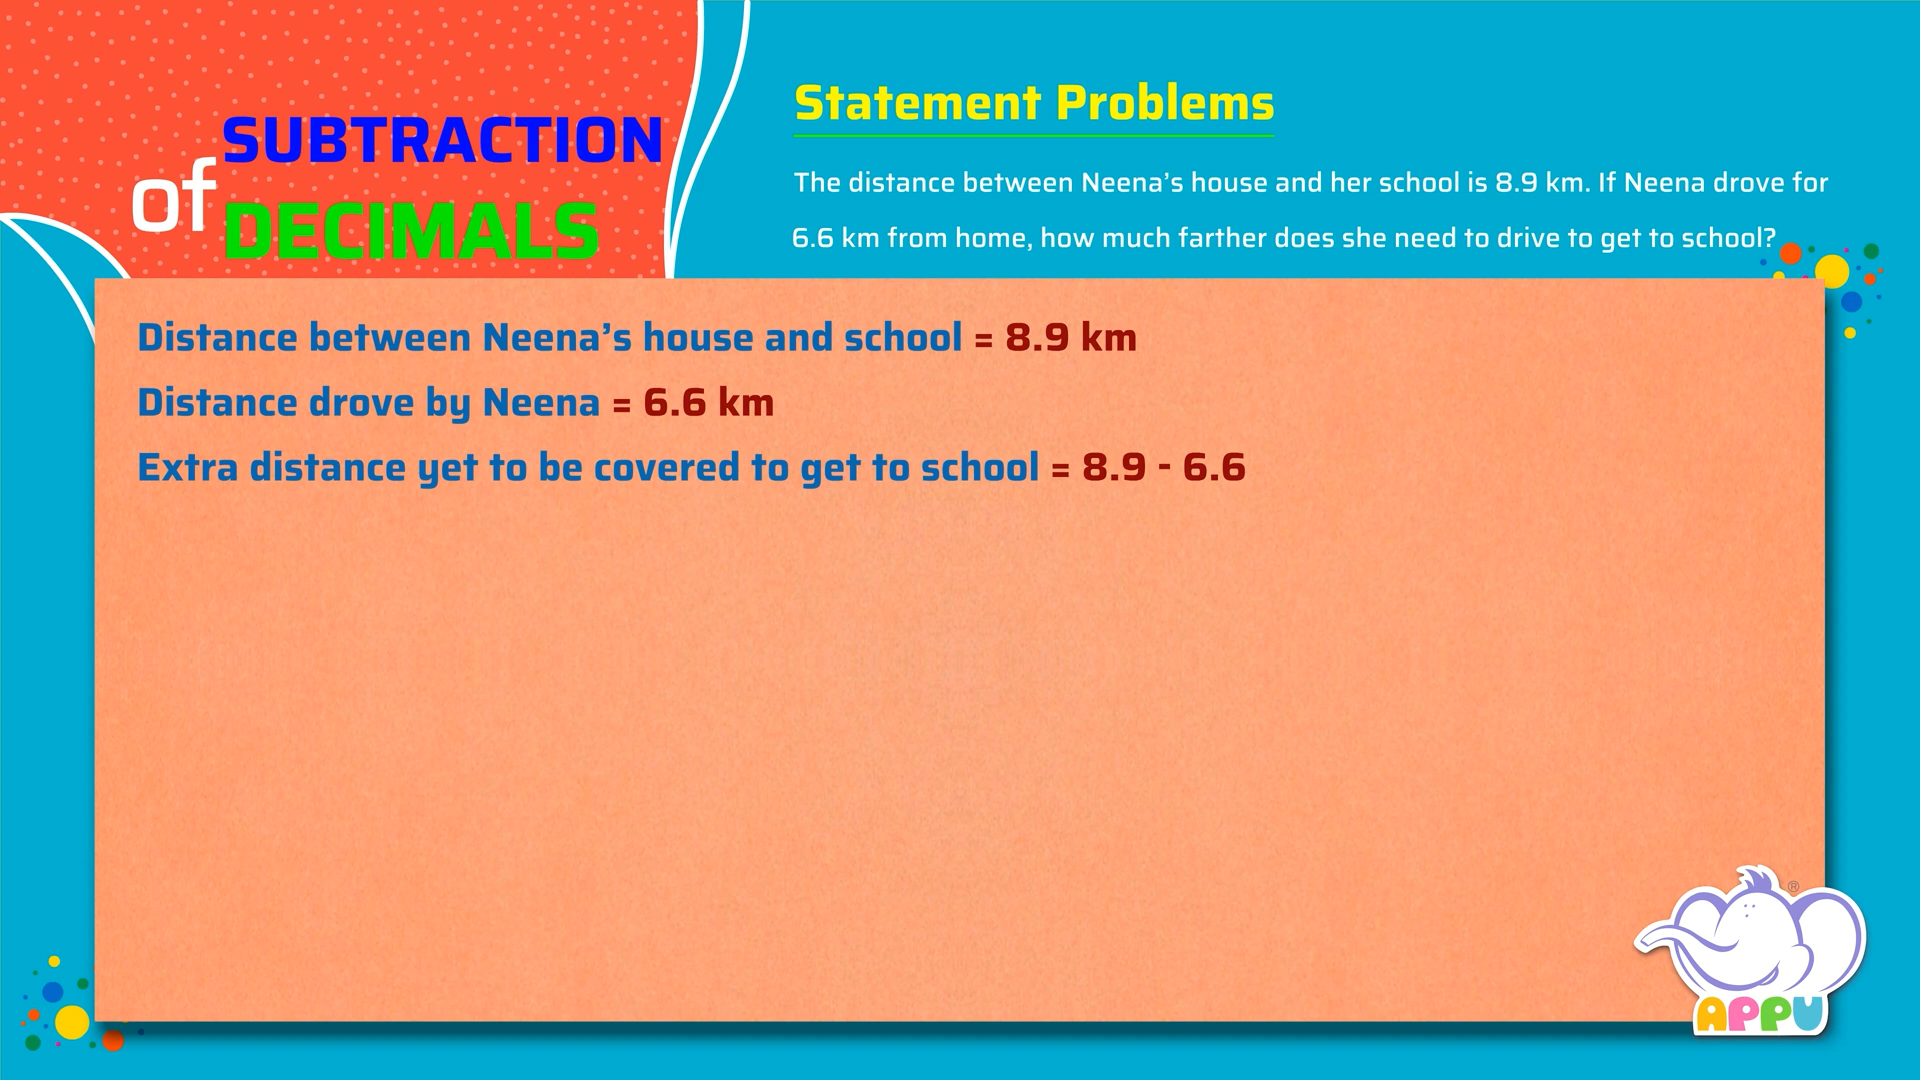 SUBTRACTION
of
DECIMALS
Statement Problems
The distance between Neena’s house and her school is 8.9 km. If Neena drove for
6.6 km from home, how much farther does she need to drive to get to school?
Distance between Neena’s house and school = 8.9 km
Distance drove by Neena = 6.6 km
Extra distance yet to be covered to get to school = 8.9 - 6.6
®
APPU